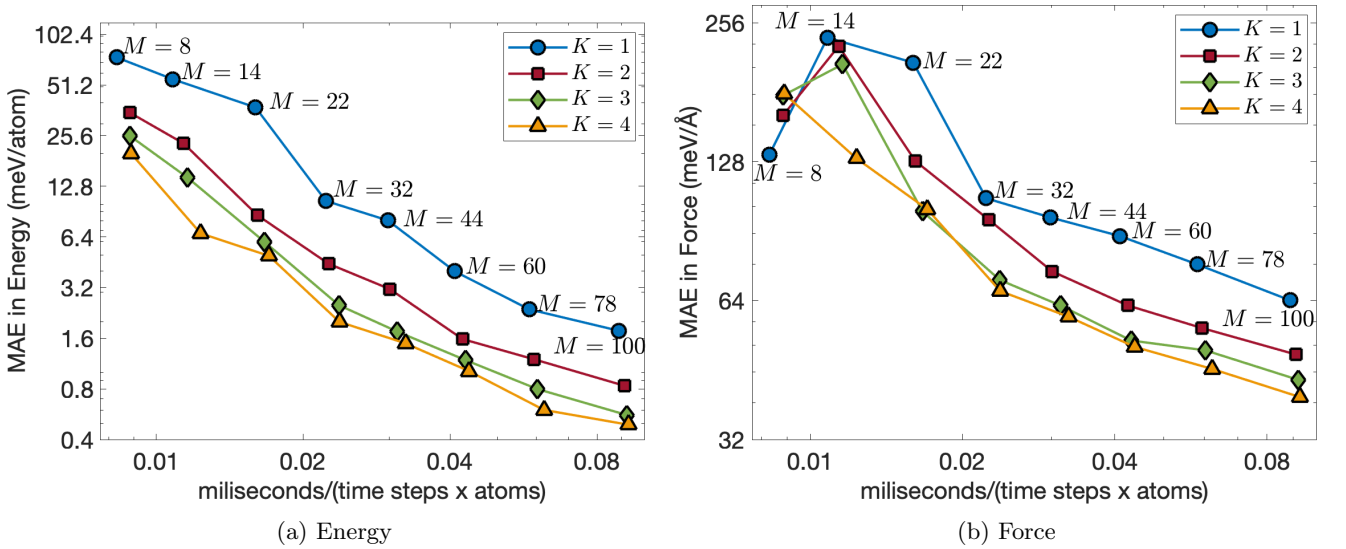 102.4
51.2
25.6
12.8
6.4
3.2
1.6
0.8
0.4
MAE in Energy (meV/atom)
M = 8
M = 14
M = 22
M = 32
M = 44
M = 60
M = 78
M = 100
K = 1
K = 2
K = 3
K = 4
0.01 0.02 0.04 0.08
miliseconds/(time steps x atoms)
(a) Energy
256
128
64
32
MAE in Force (meV/Å)
M = 14
M = 22
M = 8
M = 32
M = 44
M = 60
M = 78
M = 100
K = 1
K = 2
K = 3
K = 4
0.01 0.02 0.04 0.08
miliseconds/(time steps x atoms)
(b) Force